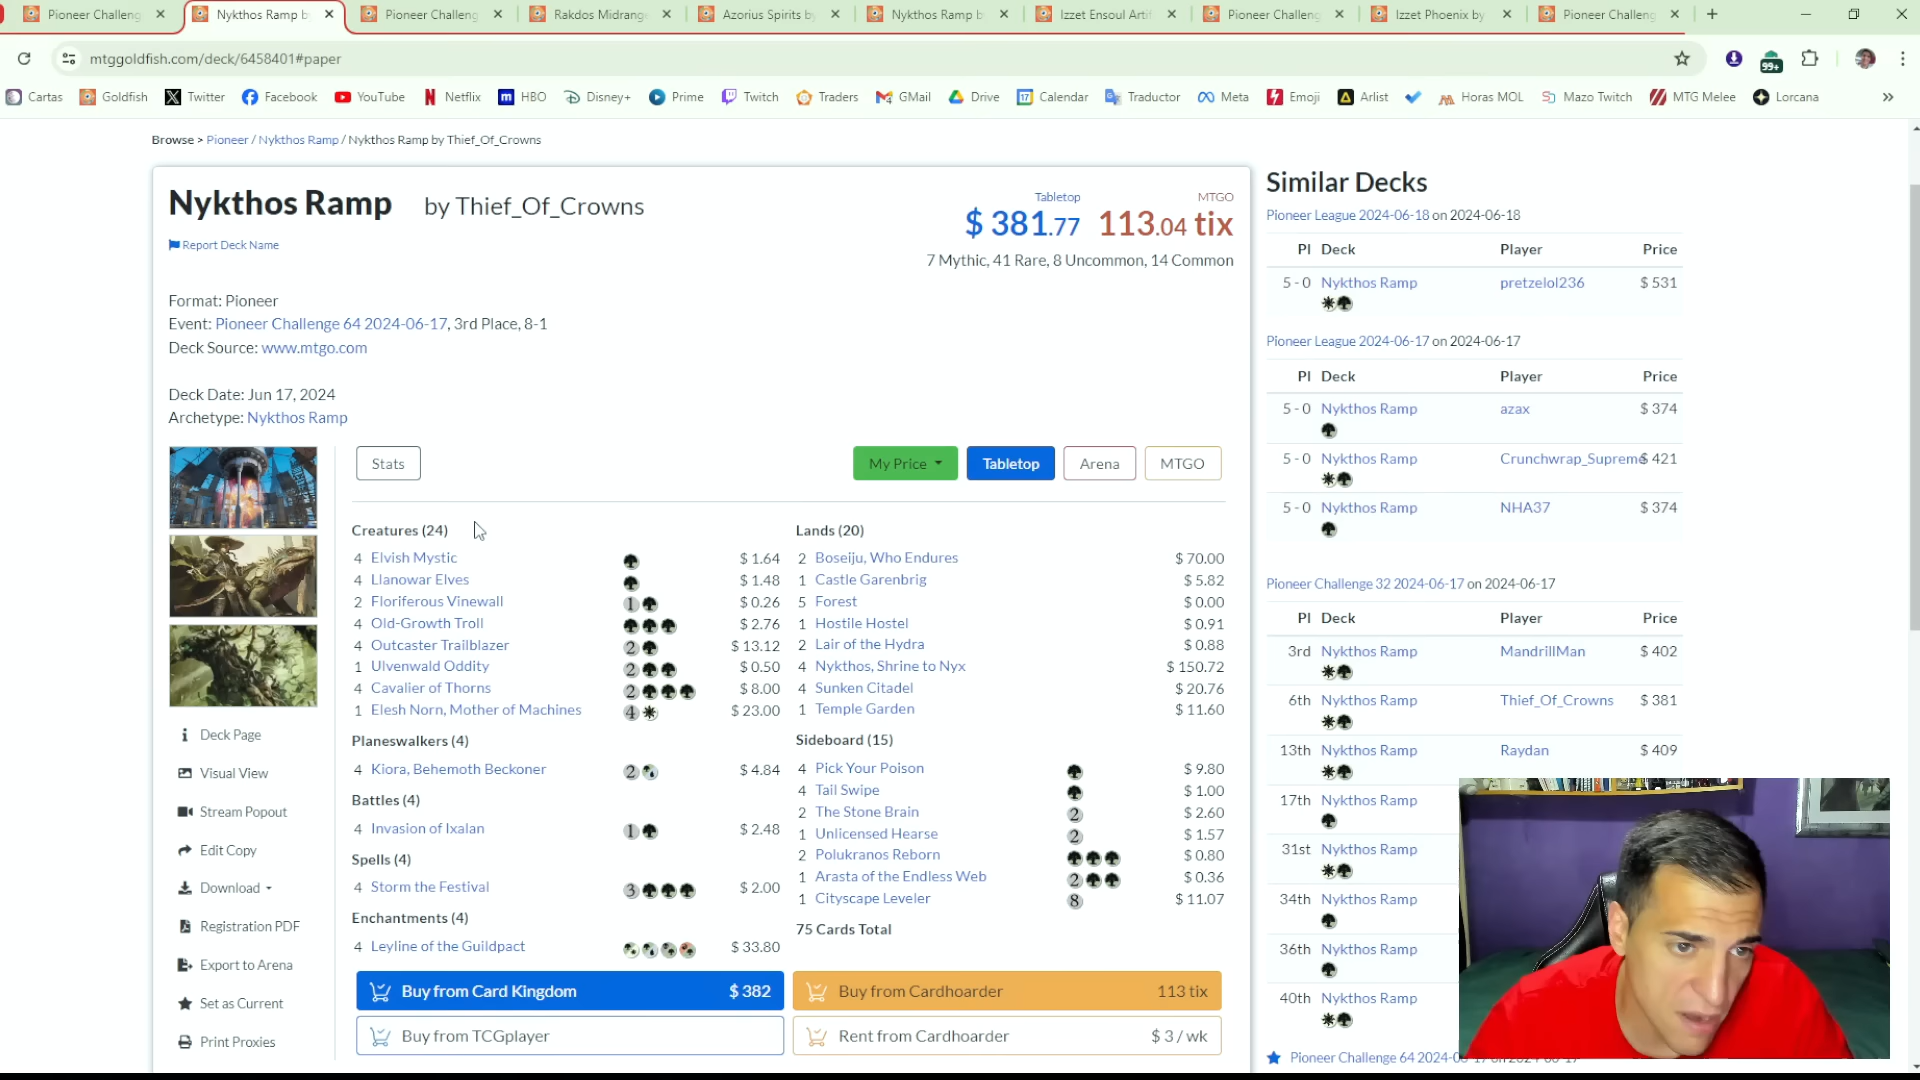 Pioneer Challeng
Nykthos Ramp b
Pioneer Challeng
Rakdos Midrange
Azorius Spirits by
Nykthos Ramp b
Izzet Ensoul Artif
Pioneer Challeng
Izzet Phoenix by
Pioneer Challeng
mtggoldfish.com/deck/6458401#paper
99+
Cartas
Goldfish
Twitter
Facebook
YouTube
Netflix
HBO
Disney+
Prime
Twitch
Traders
GMail
Drive
Calendar
Traductor
Meta
Emoji
Arlist
Horas MOL
Mazo Twitch
MTG Melee
Lorcana
Browse > Pioneer / Nykthos Ramp / Nykthos Ramp by Thief_Of_Crowns
Nykthos Ramp by Thief_Of_Crowns
Report Deck Name
Tabletop
$ 381.77
MTGO
113.04 tix
7 Mythic, 41 Rare, 8 Uncommon, 14 Common
Format: Pioneer
Event: Pioneer Challenge 64 2024-06-17, 3rd Place, 8-1
Deck Source: www.mtgo.com
Deck Date: Jun 17, 2024
Archetype: Nykthos Ramp
Stats
My Price
Tabletop
Arena
MTGO
Creatures (24)
4 Elvish Mystic $ 1.64
4 Llanowar Elves $ 1.48
2 Floriferous Vinewall 1 $ 0.26
4 Old-Growth Troll $ 2.76
4 Outcaster Trailblazer 2 $ 13.12
1 Ulvenwald Oddity 2 $ 0.50
4 Cavalier of Thorns 2 $ 8.00
1 Elesh Norn, Mother of Machines 4 $ 23.00
Planeswalkers (4)
4 Kiora, Behemoth Beckoner 2 $ 4.84
Battles (4)
4 Invasion of Ixalan 1 $ 2.48
Spells (4)
4 Storm the Festival 3 $ 2.00
Enchantments (4)
4 Leyline of the Guildpact $ 33.80
Lands (20)
2 Boseiju, Who Endures $ 70.00
1 Castle Garenbrig $ 5.82
5 Forest $ 0.00
1 Hostile Hostel $ 0.91
2 Lair of the Hydra $ 0.88
4 Nykthos, Shrine to Nyx $ 150.72
4 Sunken Citadel $ 20.76
1 Temple Garden $ 11.60
Sideboard (15)
4 Pick Your Poison $ 9.80
4 Tail Swipe $ 1.00
2 The Stone Brain 2 $ 2.60
1 Unlicensed Hearse 2 $ 1.57
2 Polukranos Reborn $ 0.80
1 Arasta of the Endless Web 2 $ 0.36
1 Cityscape Leveler 8 $ 11.07
75 Cards Total
Buy from Card Kingdom $ 382
Buy from Cardhoarder 113 tix
Buy from TCGplayer
Rent from Cardhoarder $ 3 / wk
Deck Page
Visual View
Stream Popout
Edit Copy
Download
Registration PDF
Export to Arena
Set as Current
Print Proxies
Similar Decks
Pioneer League 2024-06-18 on 2024-06-18
Pl Deck Player Price
5 - 0 Nykthos Ramp pretzelol236 $ 531
Pioneer League 2024-06-17 on 2024-06-17
Pl Deck Player Price
5 - 0 Nykthos Ramp azax $ 374
5 - 0 Nykthos Ramp Crunchwrap_Supreme $ 421
5 - 0 Nykthos Ramp NHA37 $ 374
Pioneer Challenge 32 2024-06-17 on 2024-06-17
Pl Deck Player Price
3rd Nykthos Ramp MandrillMan $ 402
6th Nykthos Ramp Thief_Of_Crowns $ 381
13th Nykthos Ramp Raydan $ 409
17th Nykthos Ramp
31st Nykthos Ramp
34th Nykthos Ramp
36th Nykthos Ramp
40th Nykthos Ramp
Pioneer Challenge 64 2024-0